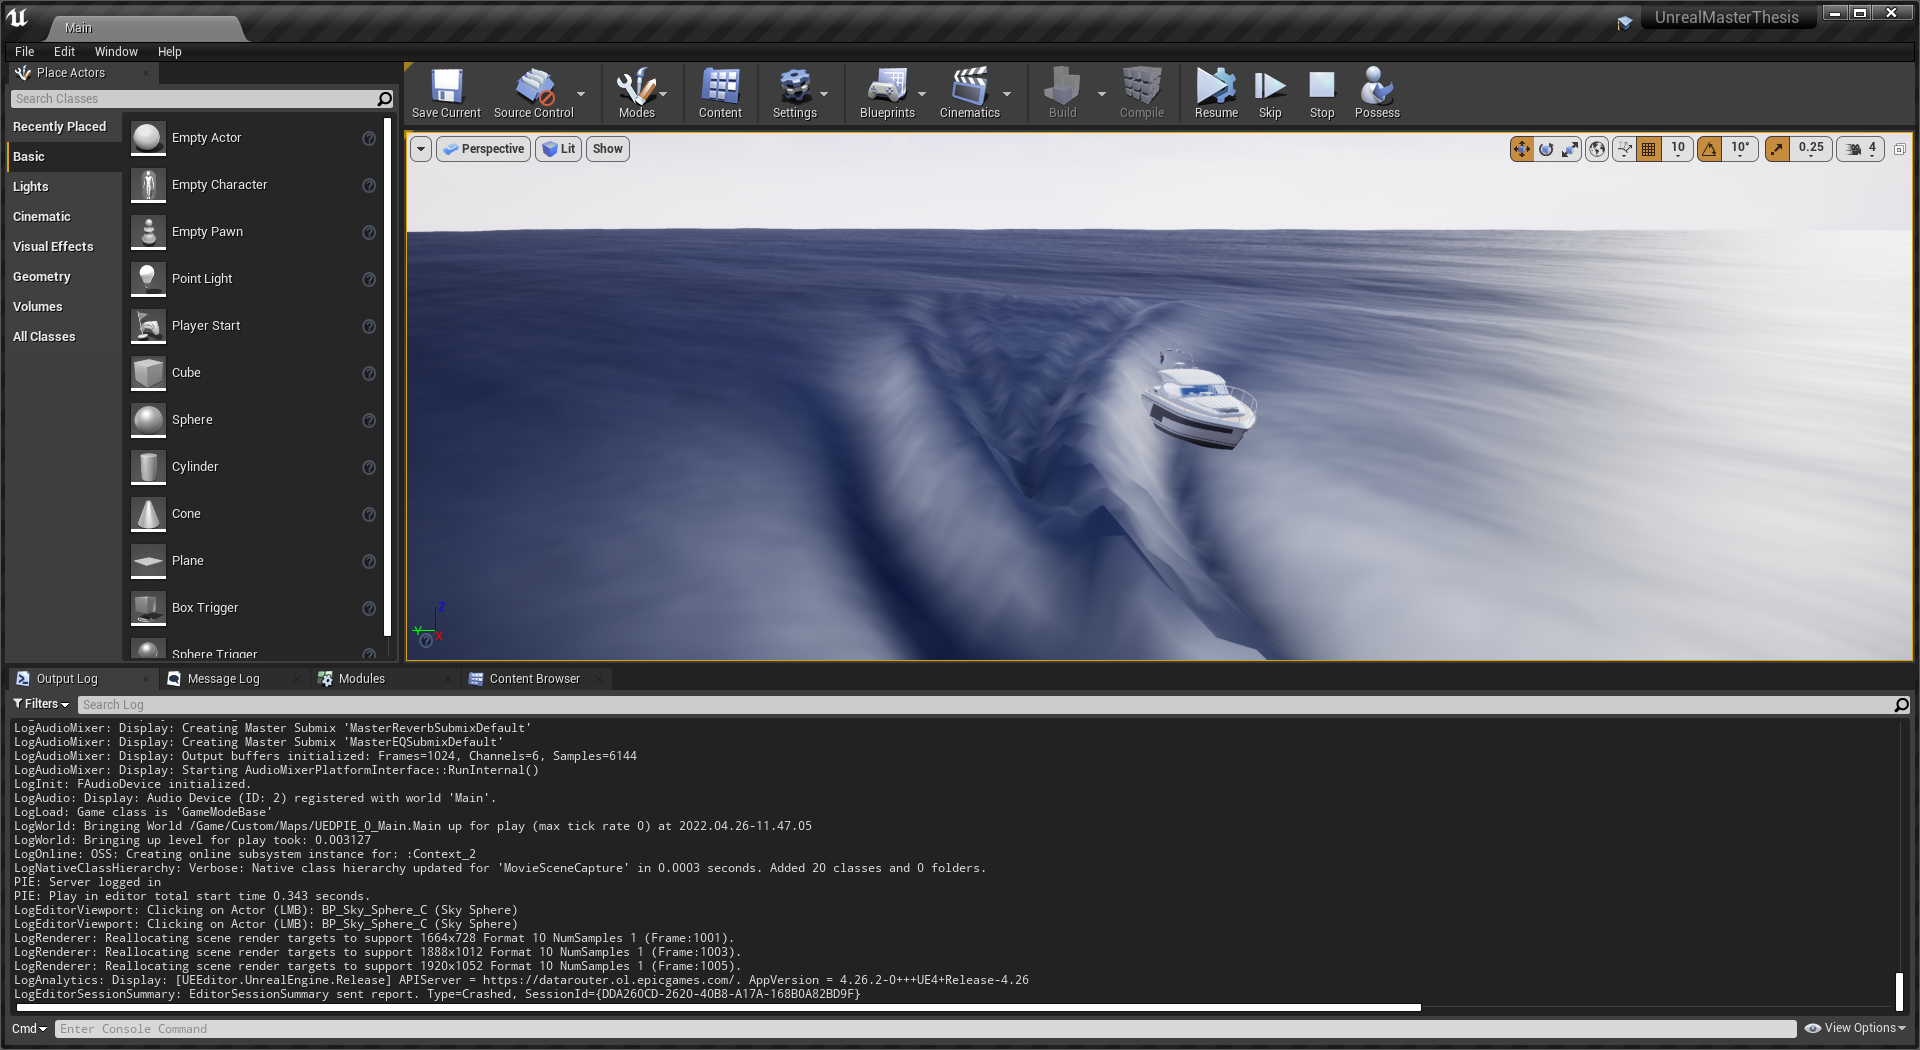 Main
UnrealMasterThesis
File Edit Window Help
Place Actors
Search Classes
Recently Placed
Basic
Lights
Cinematic
Visual Effects
Geometry
Volumes
All Classes
Empty Actor
Empty Character
Empty Pawn
Point Light
Player Start
Cube
Sphere
Cylinder
Cone
Plane
Box Trigger
Sphere Trigger
Save Current Source Control Modes Content Settings Blueprints Cinematics Build Compile Resume Skip Stop Possess
Perspective Lit Show 10 10° 0.25 4
Z
Y
X
Output Log Message Log Modules Content Browser
Filters Search Log
LogAudioMixer: Display: Creating Master Submix 'MasterReverbSubmixDefault'
LogAudioMixer: Display: Creating Master Submix 'MasterEQSubmixDefault'
LogAudioMixer: Display: Output buffers initialized: Frames=1024, Channels=6, Samples=6144
LogAudioMixer: Display: Starting AudioMixerPlatformInterface::RunInternal()
LogInit: FAudioDevice initialized.
LogAudio: Display: Audio Device (ID: 2) registered with world 'Main'.
LogLoad: Game class is 'GameModeBase'
LogWorld: Bringing World /Game/Custom/Maps/UEDPIE_0_Main.Main up for play (max tick rate 0) at 2022.04.26-11.47.05
LogWorld: Bringing up level for play took: 0.003127
LogOnline: OSS: Creating online subsystem instance for: :Context_2
LogNativeClassHierarchy: Verbose: Native class hierarchy updated for 'MovieSceneCapture' in 0.0003 seconds. Added 20 classes and 0 folders.
PIE: Server logged in
PIE: Play in editor total start time 0.343 seconds.
LogEditorViewport: Clicking on Actor (LMB): BP_Sky_Sphere_C (Sky Sphere)
LogEditorViewport: Clicking on Actor (LMB): BP_Sky_Sphere_C (Sky Sphere)
LogRenderer: Reallocating scene render targets to support 1664x728 Format 10 NumSamples 1 (Frame:1001).
LogRenderer: Reallocating scene render targets to support 1888x1012 Format 10 NumSamples 1 (Frame:1003).
LogRenderer: Reallocating scene render targets to support 1920x1052 Format 10 NumSamples 1 (Frame:1005).
LogAnalytics: Display: [UEEditor.UnrealEngine.Release] APIServer = https://datarouter.ol.epicgames.com/. AppVersion = 4.26.2-0+++UE4+Release-4.26
LogEditorSessionSummary: EditorSessionSummary sent report. Type=Crashed, SessionId={DDA260CD-2620-40B8-A17A-168B0A82BD9F}
Cmd Enter Console Command View Options